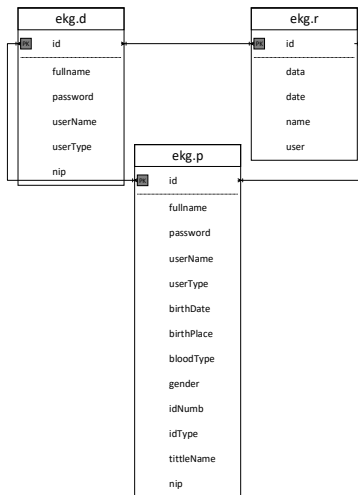 ekg.d
PK id
fullname
password
userName
userType
nip
ekg.r
PK id
data
date
name
user
ekg.p
PK id
fullname
password
userName
userType
birthDate
birthPlace
bloodType
gender
idNumb
idType
tittleName
nip